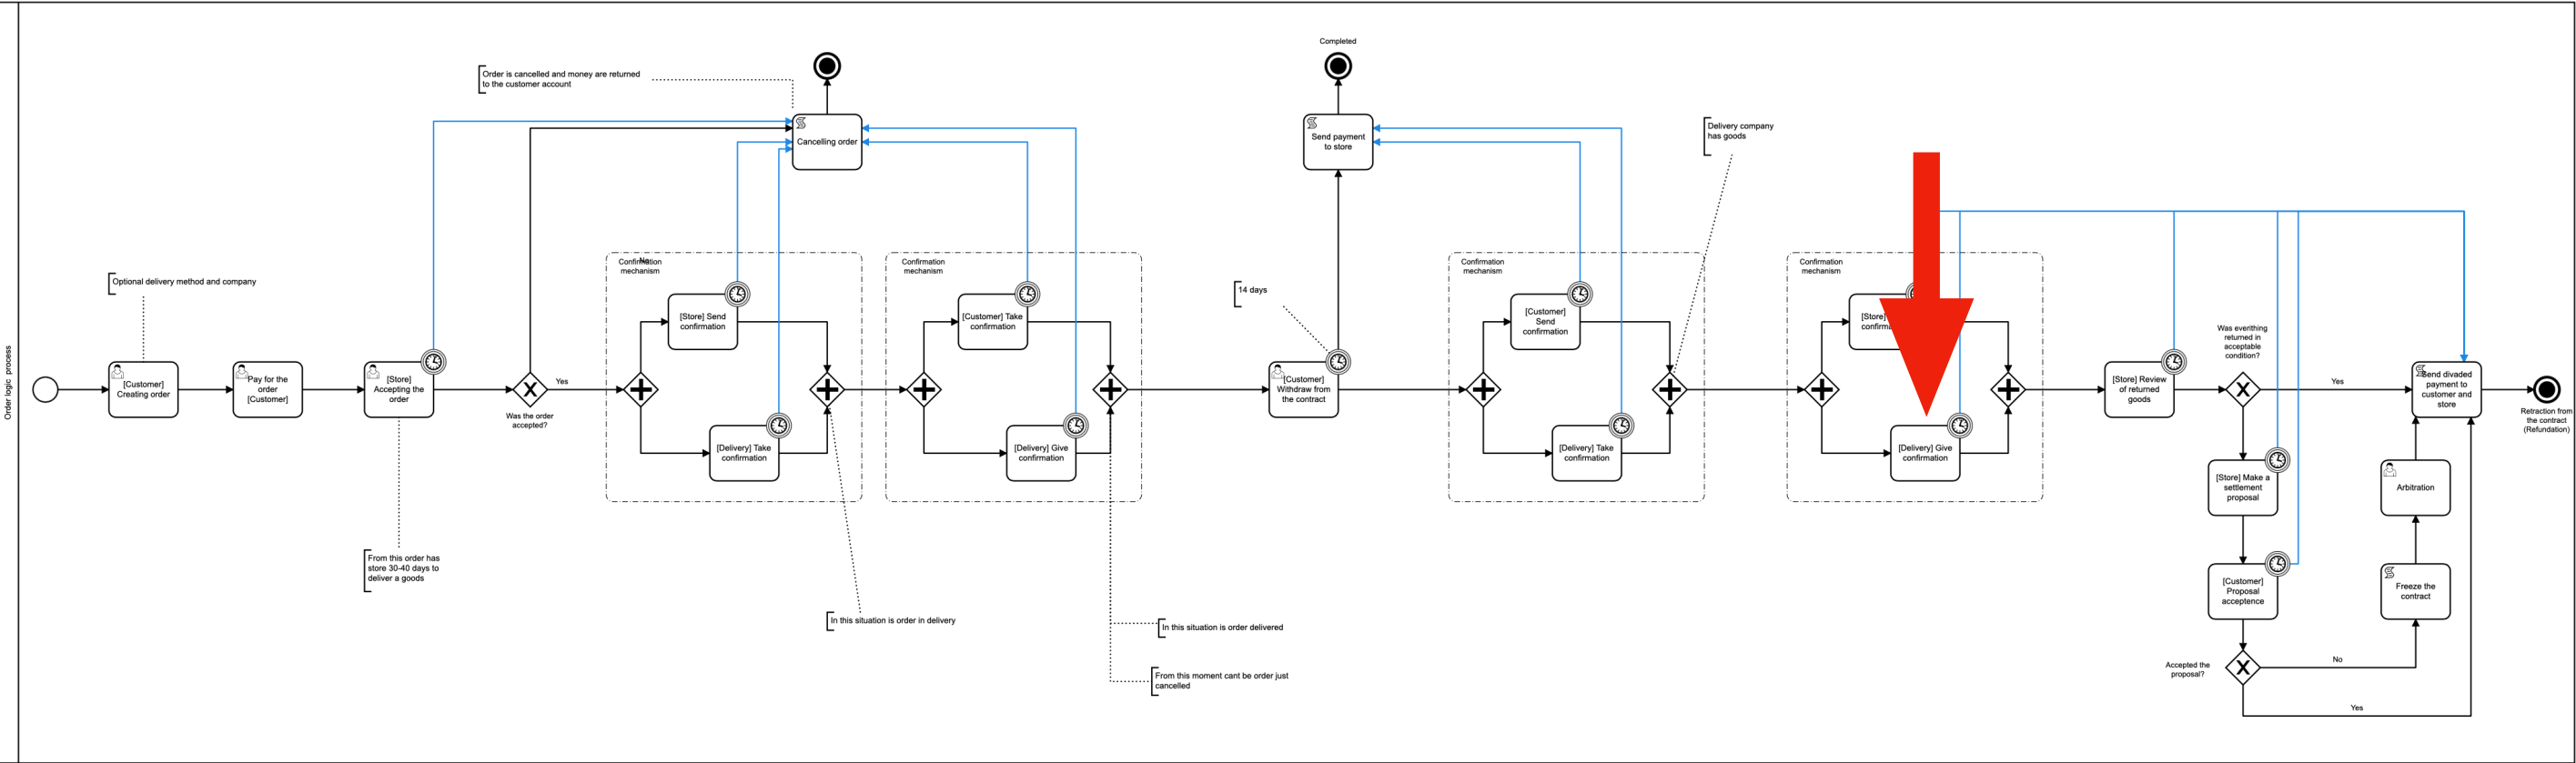 Order logic process
Optional delivery method and company
[Customer]
Creating order
Pay for the
order
[Customer]
[Store]
Accepting the
order
From this order has
store 30-40 days to
deliver a goods
Was the order
accepted?
Yes
No
Order is cancelled and money are returned
to the customer account
Cancelling order
Confirmation
mechanism
[Store] Send
confirmation
[Delivery] Take
confirmation
In this situation is order in delivery
Confirmation
mechanism
[Customer] Take
confirmation
[Delivery] Give
confirmation
In this situation is order delivered
From this moment cant be order just
cancelled
Completed
Send payment
to store
14 days
[Customer]
Withdraw from
the contract
Confirmation
mechanism
[Customer]
Send
confirmation
[Delivery] Take
confirmation
Delivery company
has goods
Confirmation
mechanism
[Store]
[Delivery] Give
confirmation
[Store] Review
of returned
goods
Was everithing
returned in
acceptable
condition?
Yes
[Store] Make a
settlement
proposal
[Customer]
Proposal
acceptence
Accepted the
proposal?
No
Yes
Freeze the
contract
Arbitration
Send divaded
payment to
customer and
store
Retraction from
the contract
(Refundation)